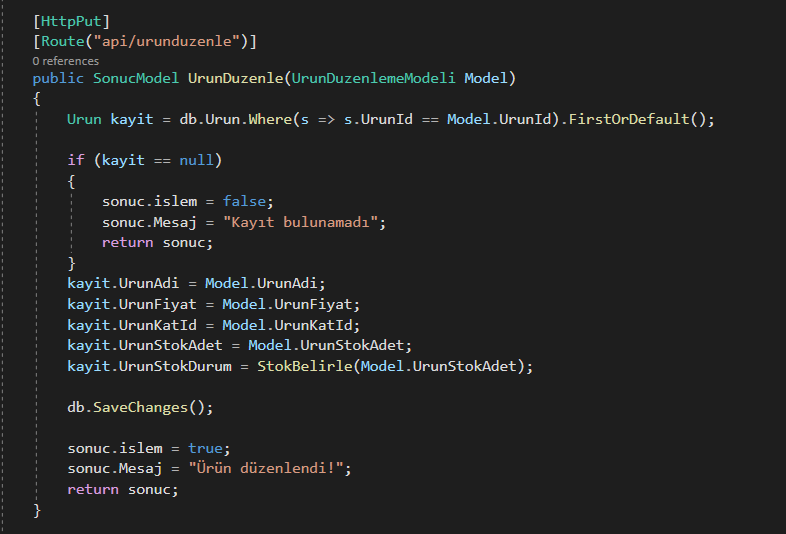 [HttpPut]
[Route("api/urunduzenle")]
0 references
public SonucModel UrunDuzenle(UrunDuzenlemeModeli Model)
{
Urun kayit = db.Urun.Where(s => s.UrunId == Model.UrunId).FirstOrDefault();
if (kayit == null)
{
sonuc.islem = false;
sonuc.Mesaj = "Kayıt bulunamadı";
return sonuc;
}
kayit.UrunAdi = Model.UrunAdi;
kayit.UrunFiyat = Model.UrunFiyat;
kayit.UrunKatId = Model.UrunKatId;
kayit.UrunStokAdet = Model.UrunStokAdet;
kayit.UrunStokDurum = StokBelirle(Model.UrunStokAdet);
db.SaveChanges();
sonuc.islem = true;
sonuc.Mesaj = "Ürün düzenlendi!";
return sonuc;
}